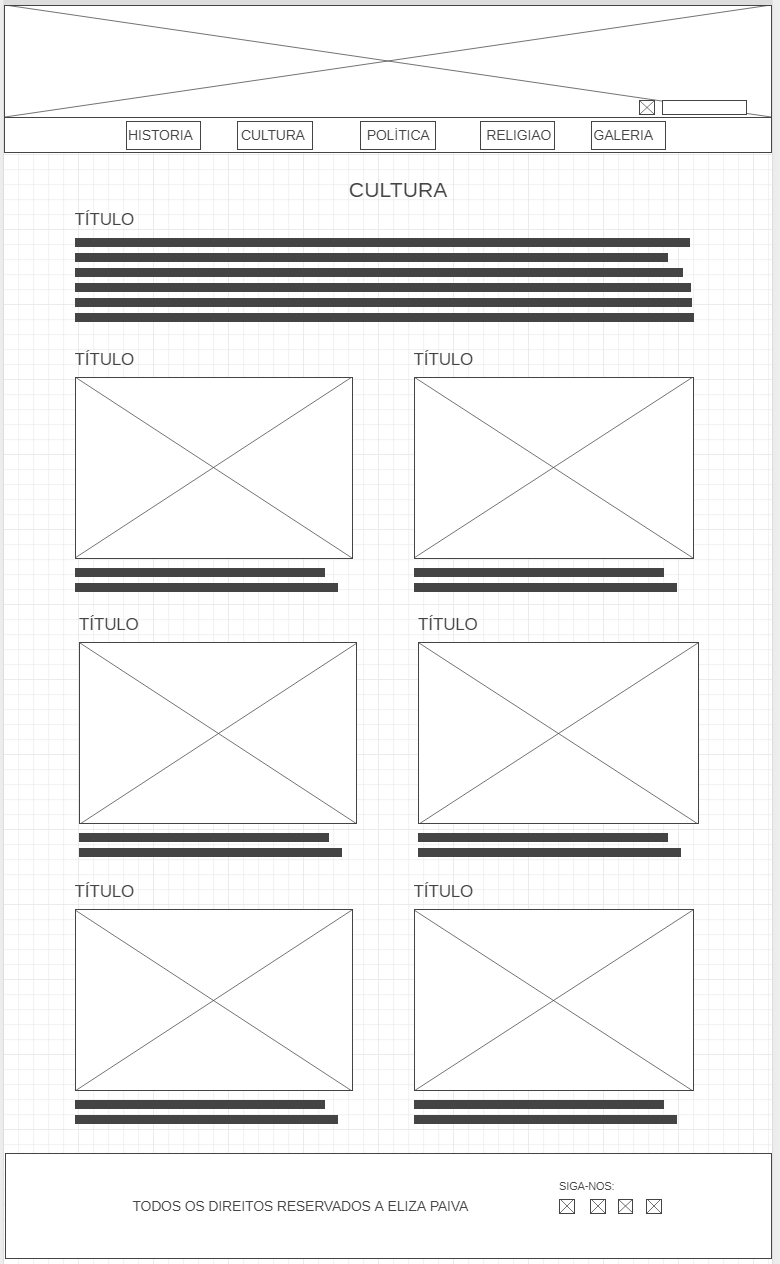 HISTORIA
CULTURA
POLÌTICA
RELIGIAO
GALERIA
CULTURA
TÍTULO
TÍTULO
TÍTULO
TÍTULO
TÍTULO
TÍTULO
TÍTULO
SIGA-NOS:
TODOS OS DIREITOS RESERVADOS A ELIZA PAIVA